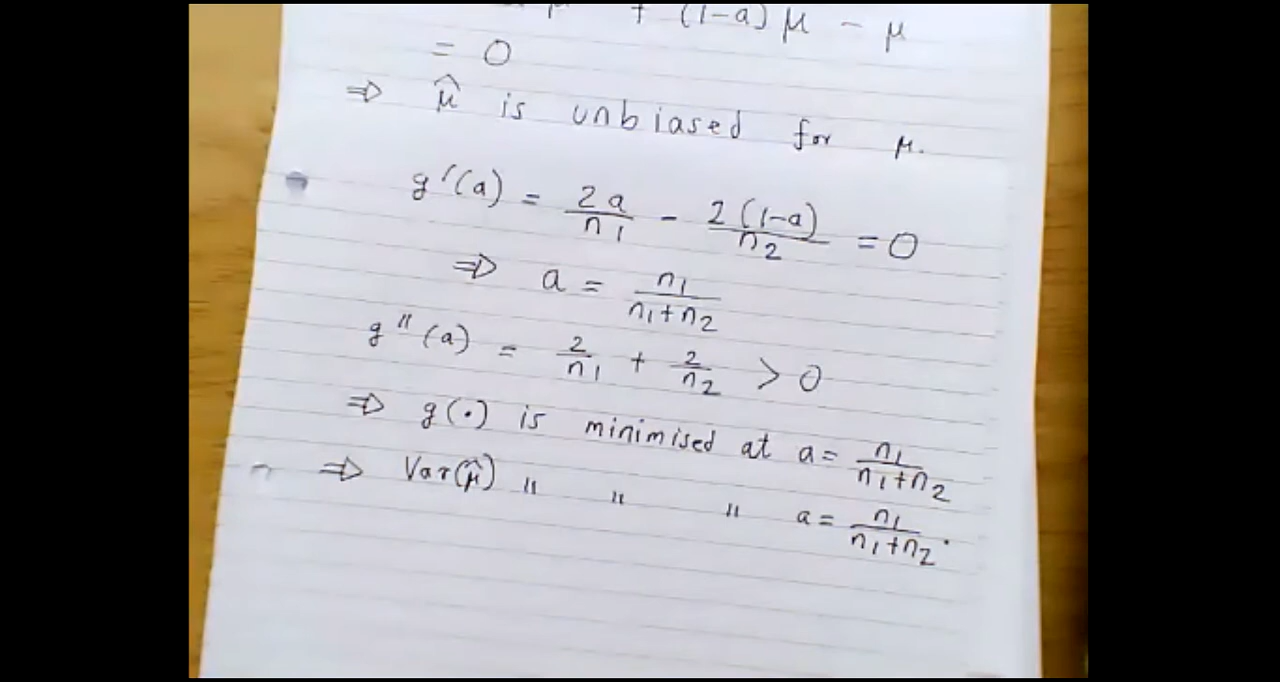 μ + (1-a) μ - μ
= 0
⇒ μ̂ is unbiased for μ.
g'(a) = 2a/n₁ - 2(1-a)/n₂ = 0
⇒ a = n₁/(n₁+n₂)
g"(a) = 2/n₁ + 2/n₂ > 0
⇒ g(·) is minimised at a = n₁/(n₁+n₂)
⇒ Var(μ̂) " " " a = n₁/(n₁+n₂).